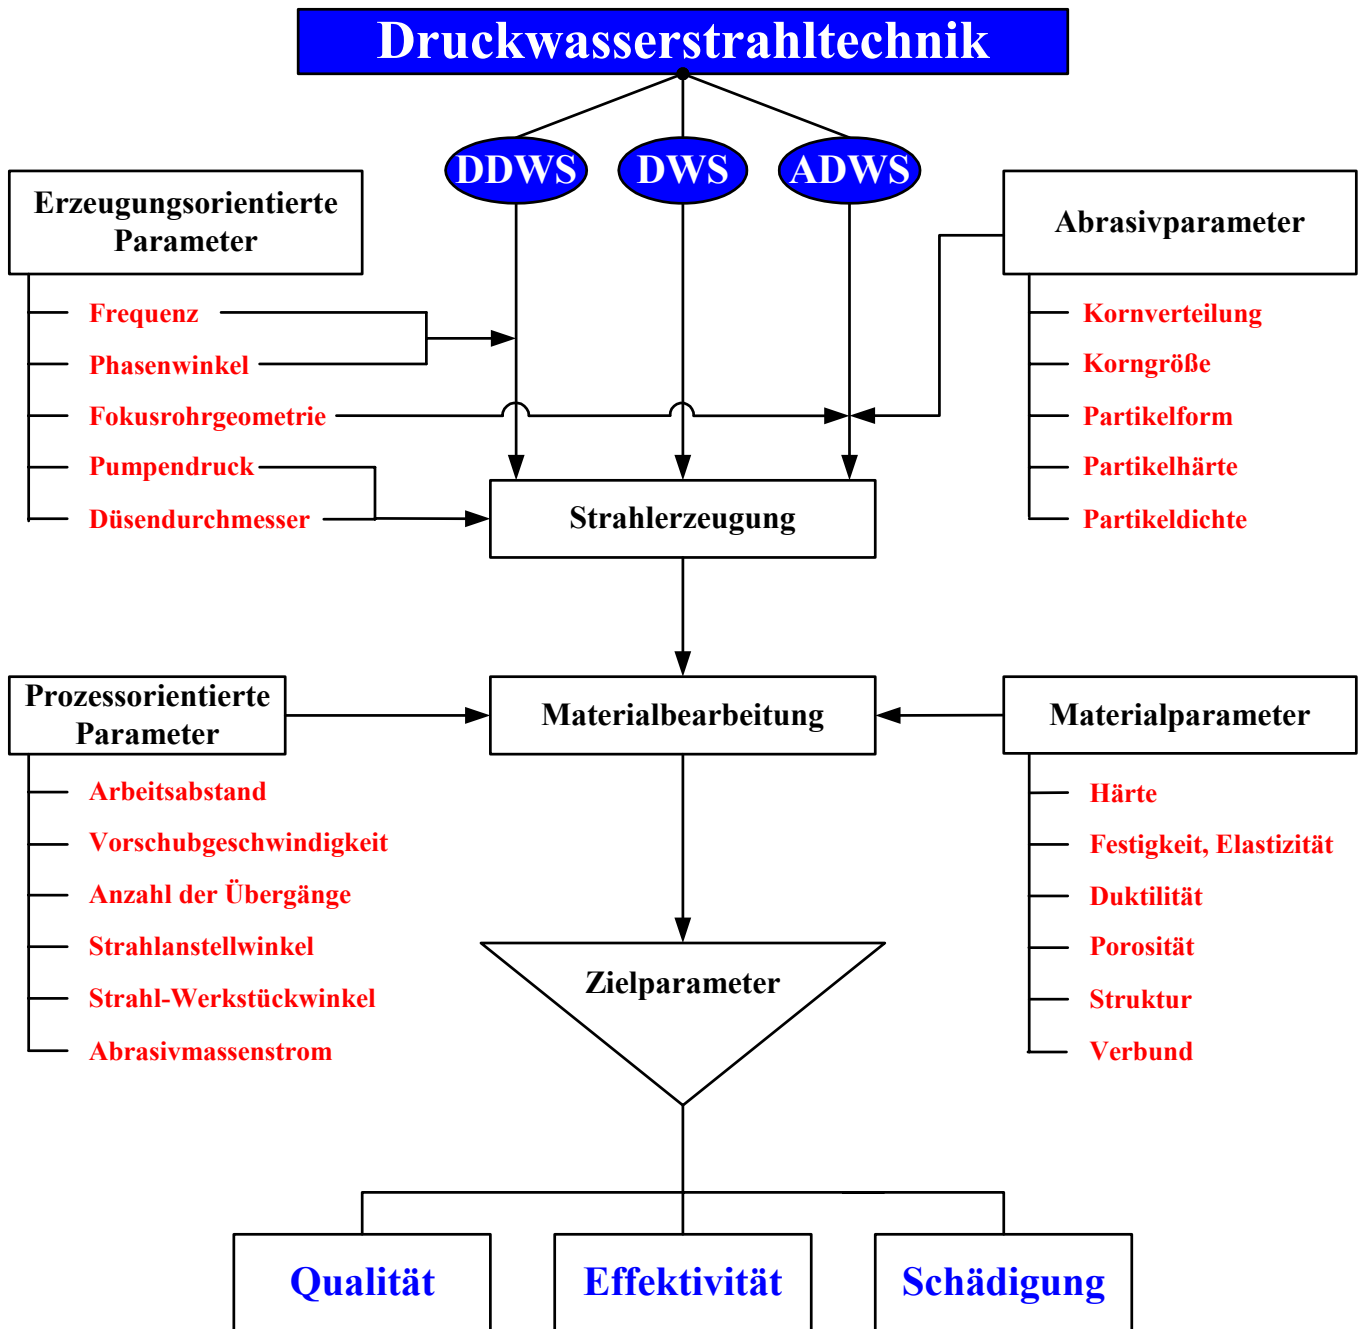 Druckwasserstrahltechnik
DDWS
DWS
ADWS
Erzeugungsorientierte
Parameter
Frequenz
Phasenwinkel
Fokusrohrgeometrie
Pumpendruck
Düsendurchmesser
Abrasivparameter
Kornverteilung
Korngröße
Partikelform
Partikelhärte
Partikeldichte
Strahlerzeugung
Prozessorientierte
Parameter
Arbeitsabstand
Vorschubgeschwindigkeit
Anzahl der Übergänge
Strahlanstellwinkel
Strahl-Werkstückwinkel
Abrasivmassenstrom
Materialbearbeitung
Materialparameter
Härte
Festigkeit, Elastizität
Duktilität
Porosität
Struktur
Verbund
Zielparameter
Qualität
Effektivität
Schädigung